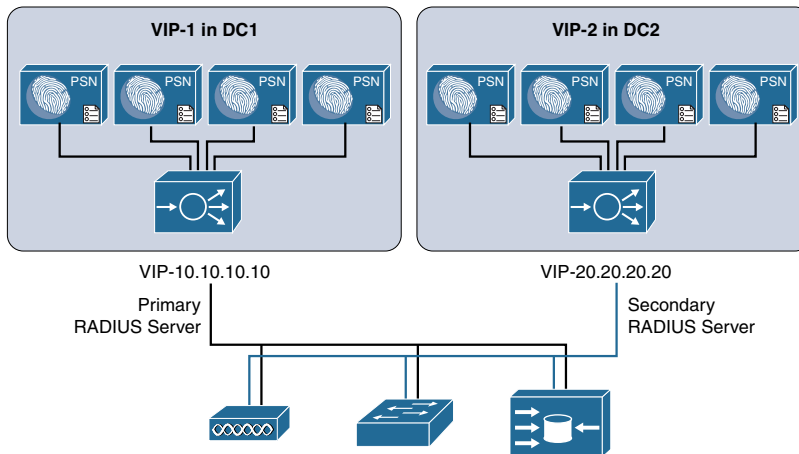 VIP-1 in DC1
PSN
PSN
PSN
PSN
VIP-2 in DC2
PSN
PSN
PSN
PSN
VIP-10.10.10.10
Primary
RADIUS Server
VIP-20.20.20.20
Secondary
RADIUS Server